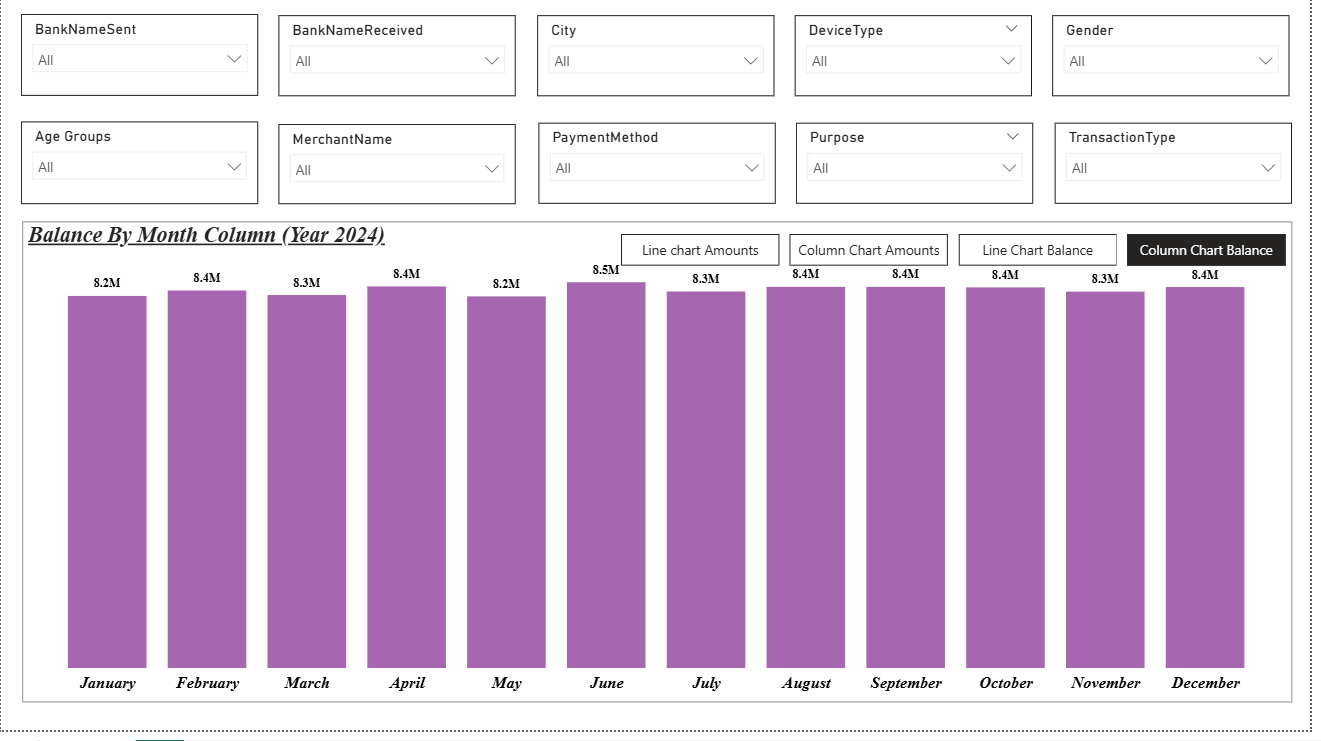 BankNameSent
All
BankNameReceived
All
City
All
DeviceType
All
Gender
All
Age Groups
All
MerchantName
All
PaymentMethod
All
Purpose
All
TransactionType
All
Balance By Month Column (Year 2024)
Line chart Amounts
Column Chart Amounts
Line Chart Balance
Column Chart Balance
8.2M
8.4M
8.3M
8.4M
8.2M
8.5M
8.3M
8.4M
8.4M
8.4M
8.3M
8.4M
January
February
March
April
May
June
July
August
September
October
November
December